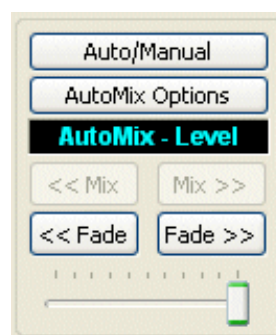 Auto/Manual
AutoMix Options
AutoMix - Level
<< Mix Mix >>
<< Fade Fade >>